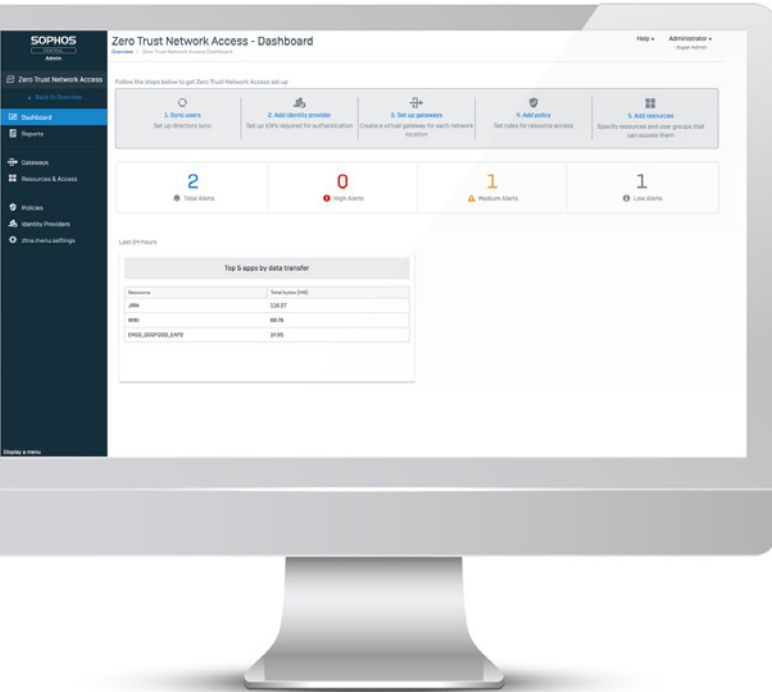 SOPHOS
CENTRAL
Admin
Zero Trust Network Access
Back to Overview
Dashboard
Reports
Gateways
Resources & Access
Policies
Identity Providers
ztna.menu.settings
Display a menu
Zero Trust Network Access - Dashboard
Overview / Zero Trust Network Access Dashboard
Help
Administrator
Super Admin
Follow the steps below to get Zero Trust Network Access set up
1. Sync users
Set up directory sync
2. Add identity provider
Set up IDPs required for authentication
3. Set up gateways
Create a virtual gateway for each network
location
4. Add policy
Set rules for resource access
5. Add resources
Specify resources and user groups that
can access them
2
Total Alerts
0
High Alerts
1
Medium Alerts
1
Low Alerts
Last 24 hours
Top 5 apps by data transfer
Resource Total bytes (MB)
JIRA
WIKI 68.76